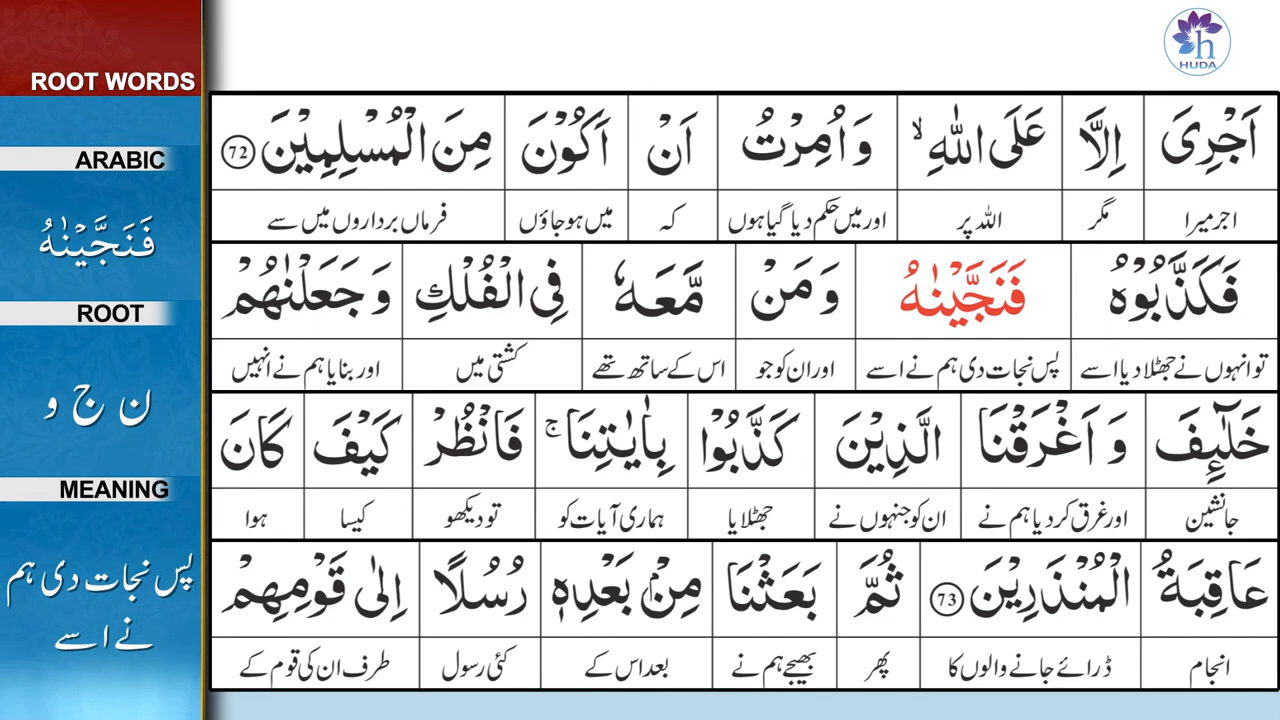 HUDA
ROOT WORDS
ARABIC
فَنَجَّيْنٰهُ
ROOT
ن ج و
MEANING
پس نجات دی ہم
نے اسے
اَجْرِىَ اِلَّا عَلَى اللّٰهِ ۙ وَ اُمِرْتُ اَنْ اَكُوْنَ مِنَ الْمُسْلِمِيْنَ 72
اجر میرا مگر اللہ پر اور میں حکم دیا گیا ہوں کہ میں ہو جاؤں فرماں برداروں میں سے
فَكَذَّبُوْهُ فَنَجَّيْنٰهُ وَ مَنْ مَّعَهٗ فِى الْفُلْكِ وَ جَعَلْنٰهُمْ
تو انہوں نے جھٹلا دیا اسے پس نجات دی ہم نے اسے اور ان کو جو اس کے ساتھ تھے کشتی میں اور بنایا ہم نے انہیں
خَلٰٓئِفَ وَ اَغْرَقْنَا الَّذِيْنَ كَذَّبُوْا بِاٰيٰتِنَا ۚ فَانْظُرْ كَيْفَ كَانَ
جانشین اور غرق کر دیا ہم نے ان کو جنہوں نے جھٹلایا ہماری آیات کو تو دیکھو کیسا ہوا
عَاقِبَةُ الْمُنْذَرِيْنَ 73 ثُمَّ بَعَثْنَا مِنْۢ بَعْدِهٖ رُسُلًا اِلٰى قَوْمِهِمْ
انجام ڈرائے جانے والوں کا پھر بھیجے ہم نے بعد اس کے کئی رسول طرف ان کی قوم کے